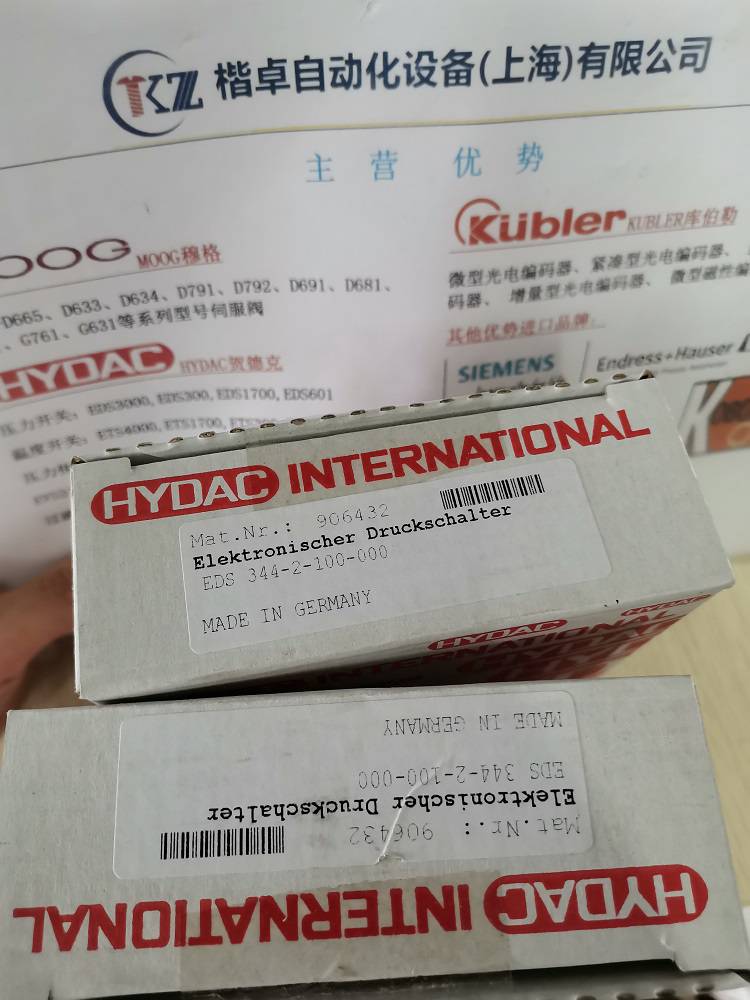 KZ 楷卓自动化设备(上海)有限公司
主 营 优 势
OOG MOOG穆格
D665、D633、D634、D791、D792、D691、D681、
、G761、G631等系列型号伺服阀
HYDAC HYDAC贺德克
压力开关：EDS3000, EDS300, EDS1700, EDS601
温度开关：ETS4000, ETS1700,
Kübler KUBLER库伯勒
微型光电编码器、紧凑型光电编码器、
码器、增量型光电编码器、微型磁性编
其他优势进口品牌：
SIEMENS
Endress+Hauser
HYDAC INTERNATIONAL
Mat.Nr.: 906432
Elektronischer Druckschalter
EDS 344-2-100-000
MADE IN GERMANY
HYDAC
HYDAC
INTERNATIONAL
HYDAC INTERNATIONAL
Mat.Nr.: 906432
Elektronischer Druckschalter
EDS 344-2-100-000
MADE IN GERMANY